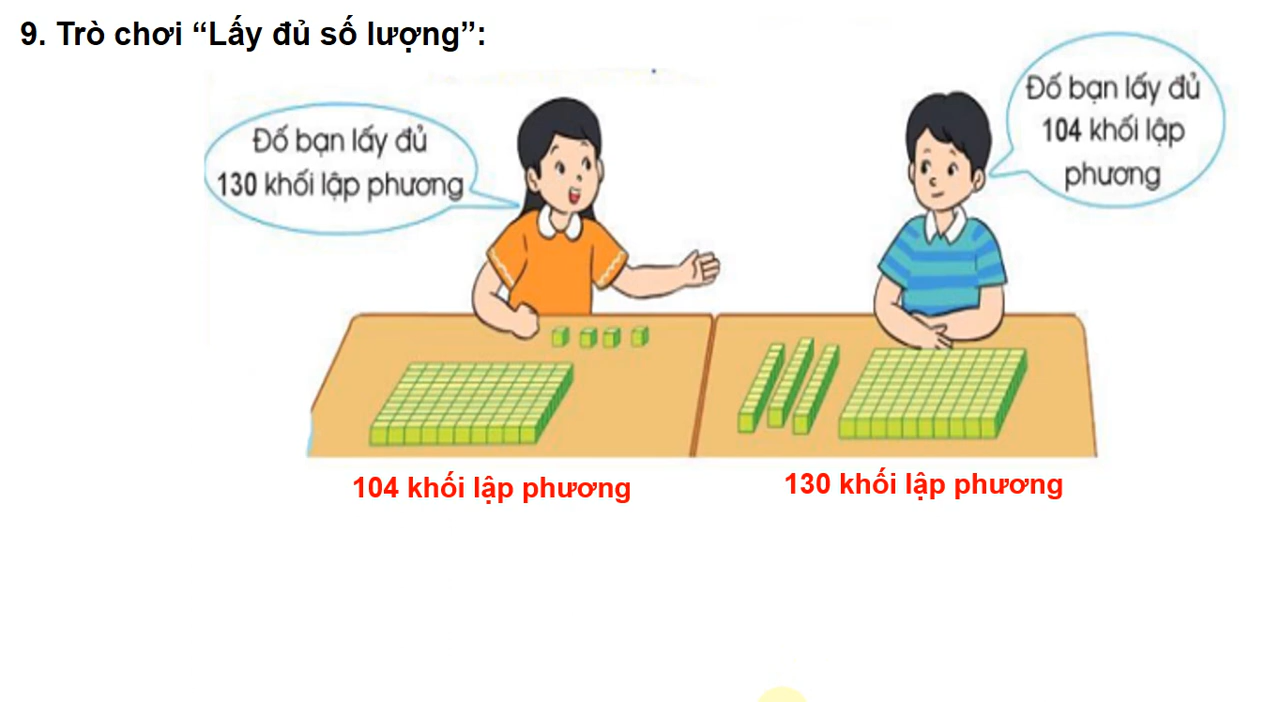 9. Trò chơi “Lấy đủ số lượng”:
Đố bạn lấy đủ
130 khối lập phương
Đố bạn lấy đủ
104 khối lập
phương
104 khối lập phương
130 khối lập phương